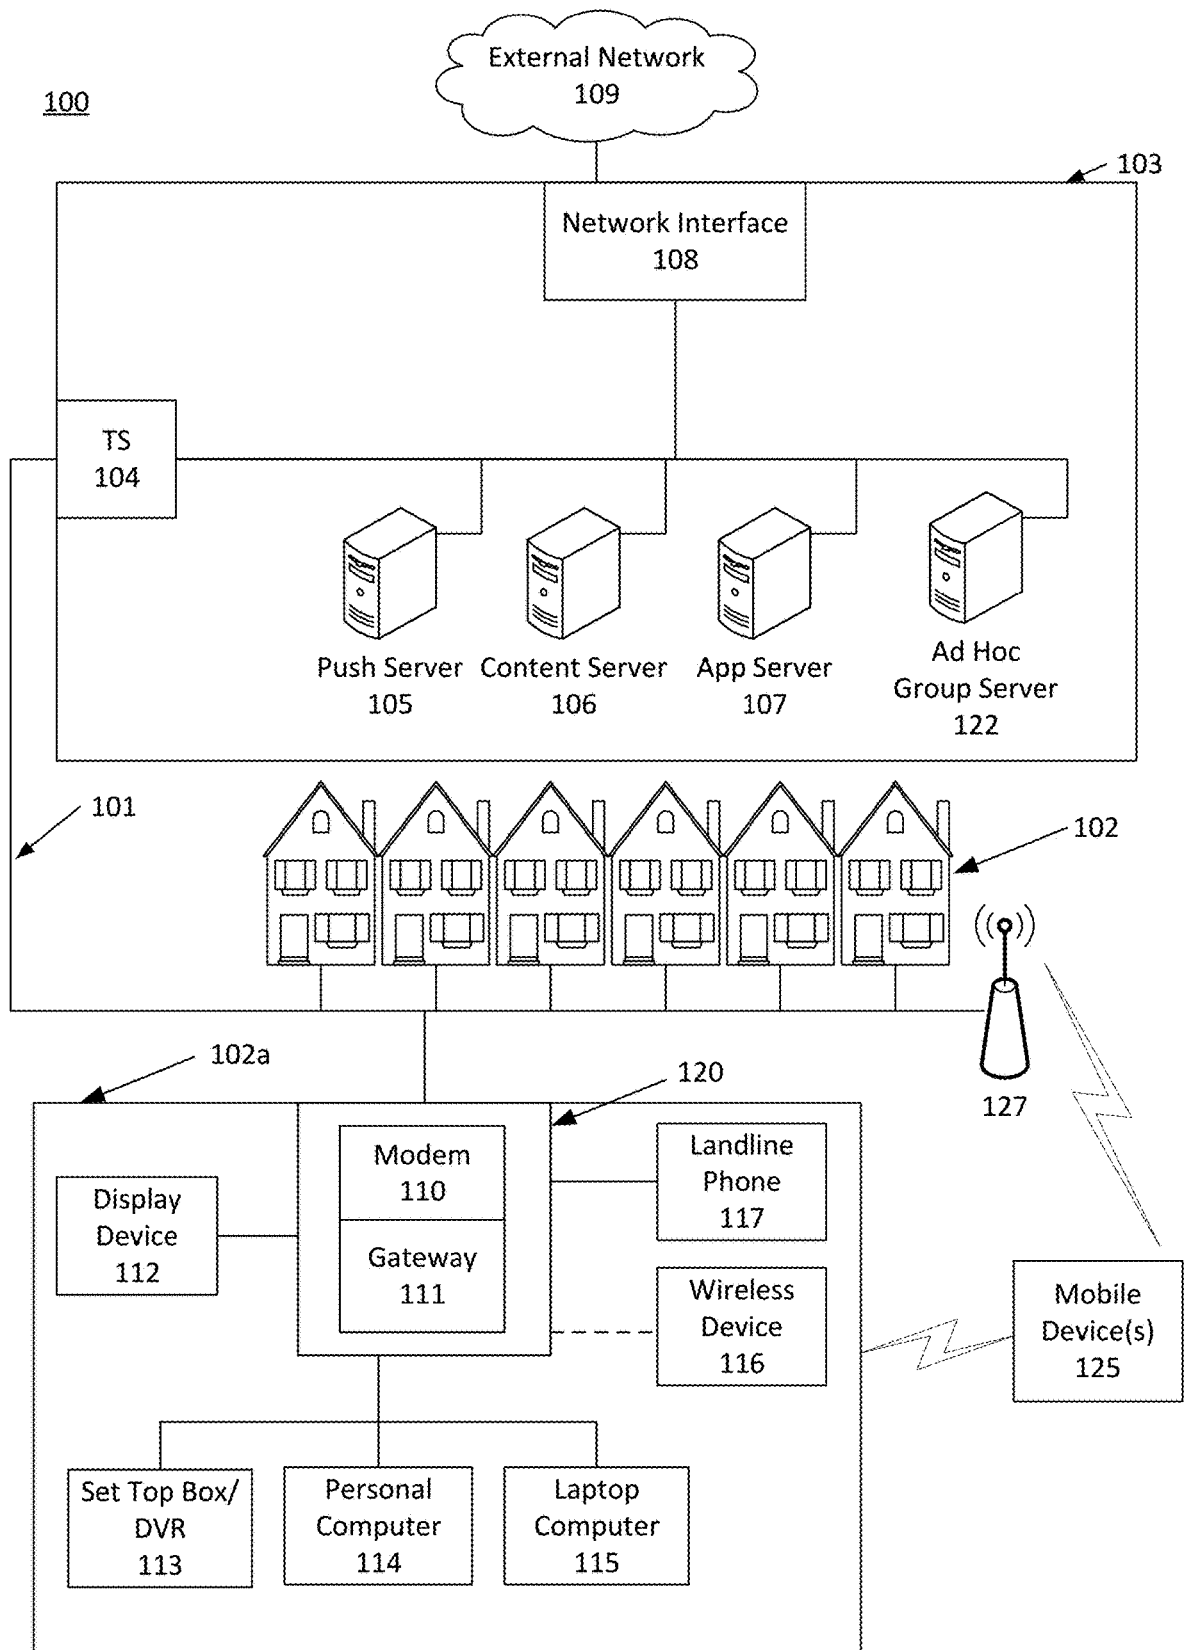 External Network
109
100
103
Network Interface
108
TS
104
Push Server
105
Content Server
106
App Server
107
Ad Hoc
Group Server
122
101
102
127
102a
120
Modem
110
Gateway
111
Landline
Phone
117
Display
Device
112
Wireless
Device
116
Mobile
Device(s)
125
Set Top Box/
DVR
113
Personal
Computer
114
Laptop
Computer
115